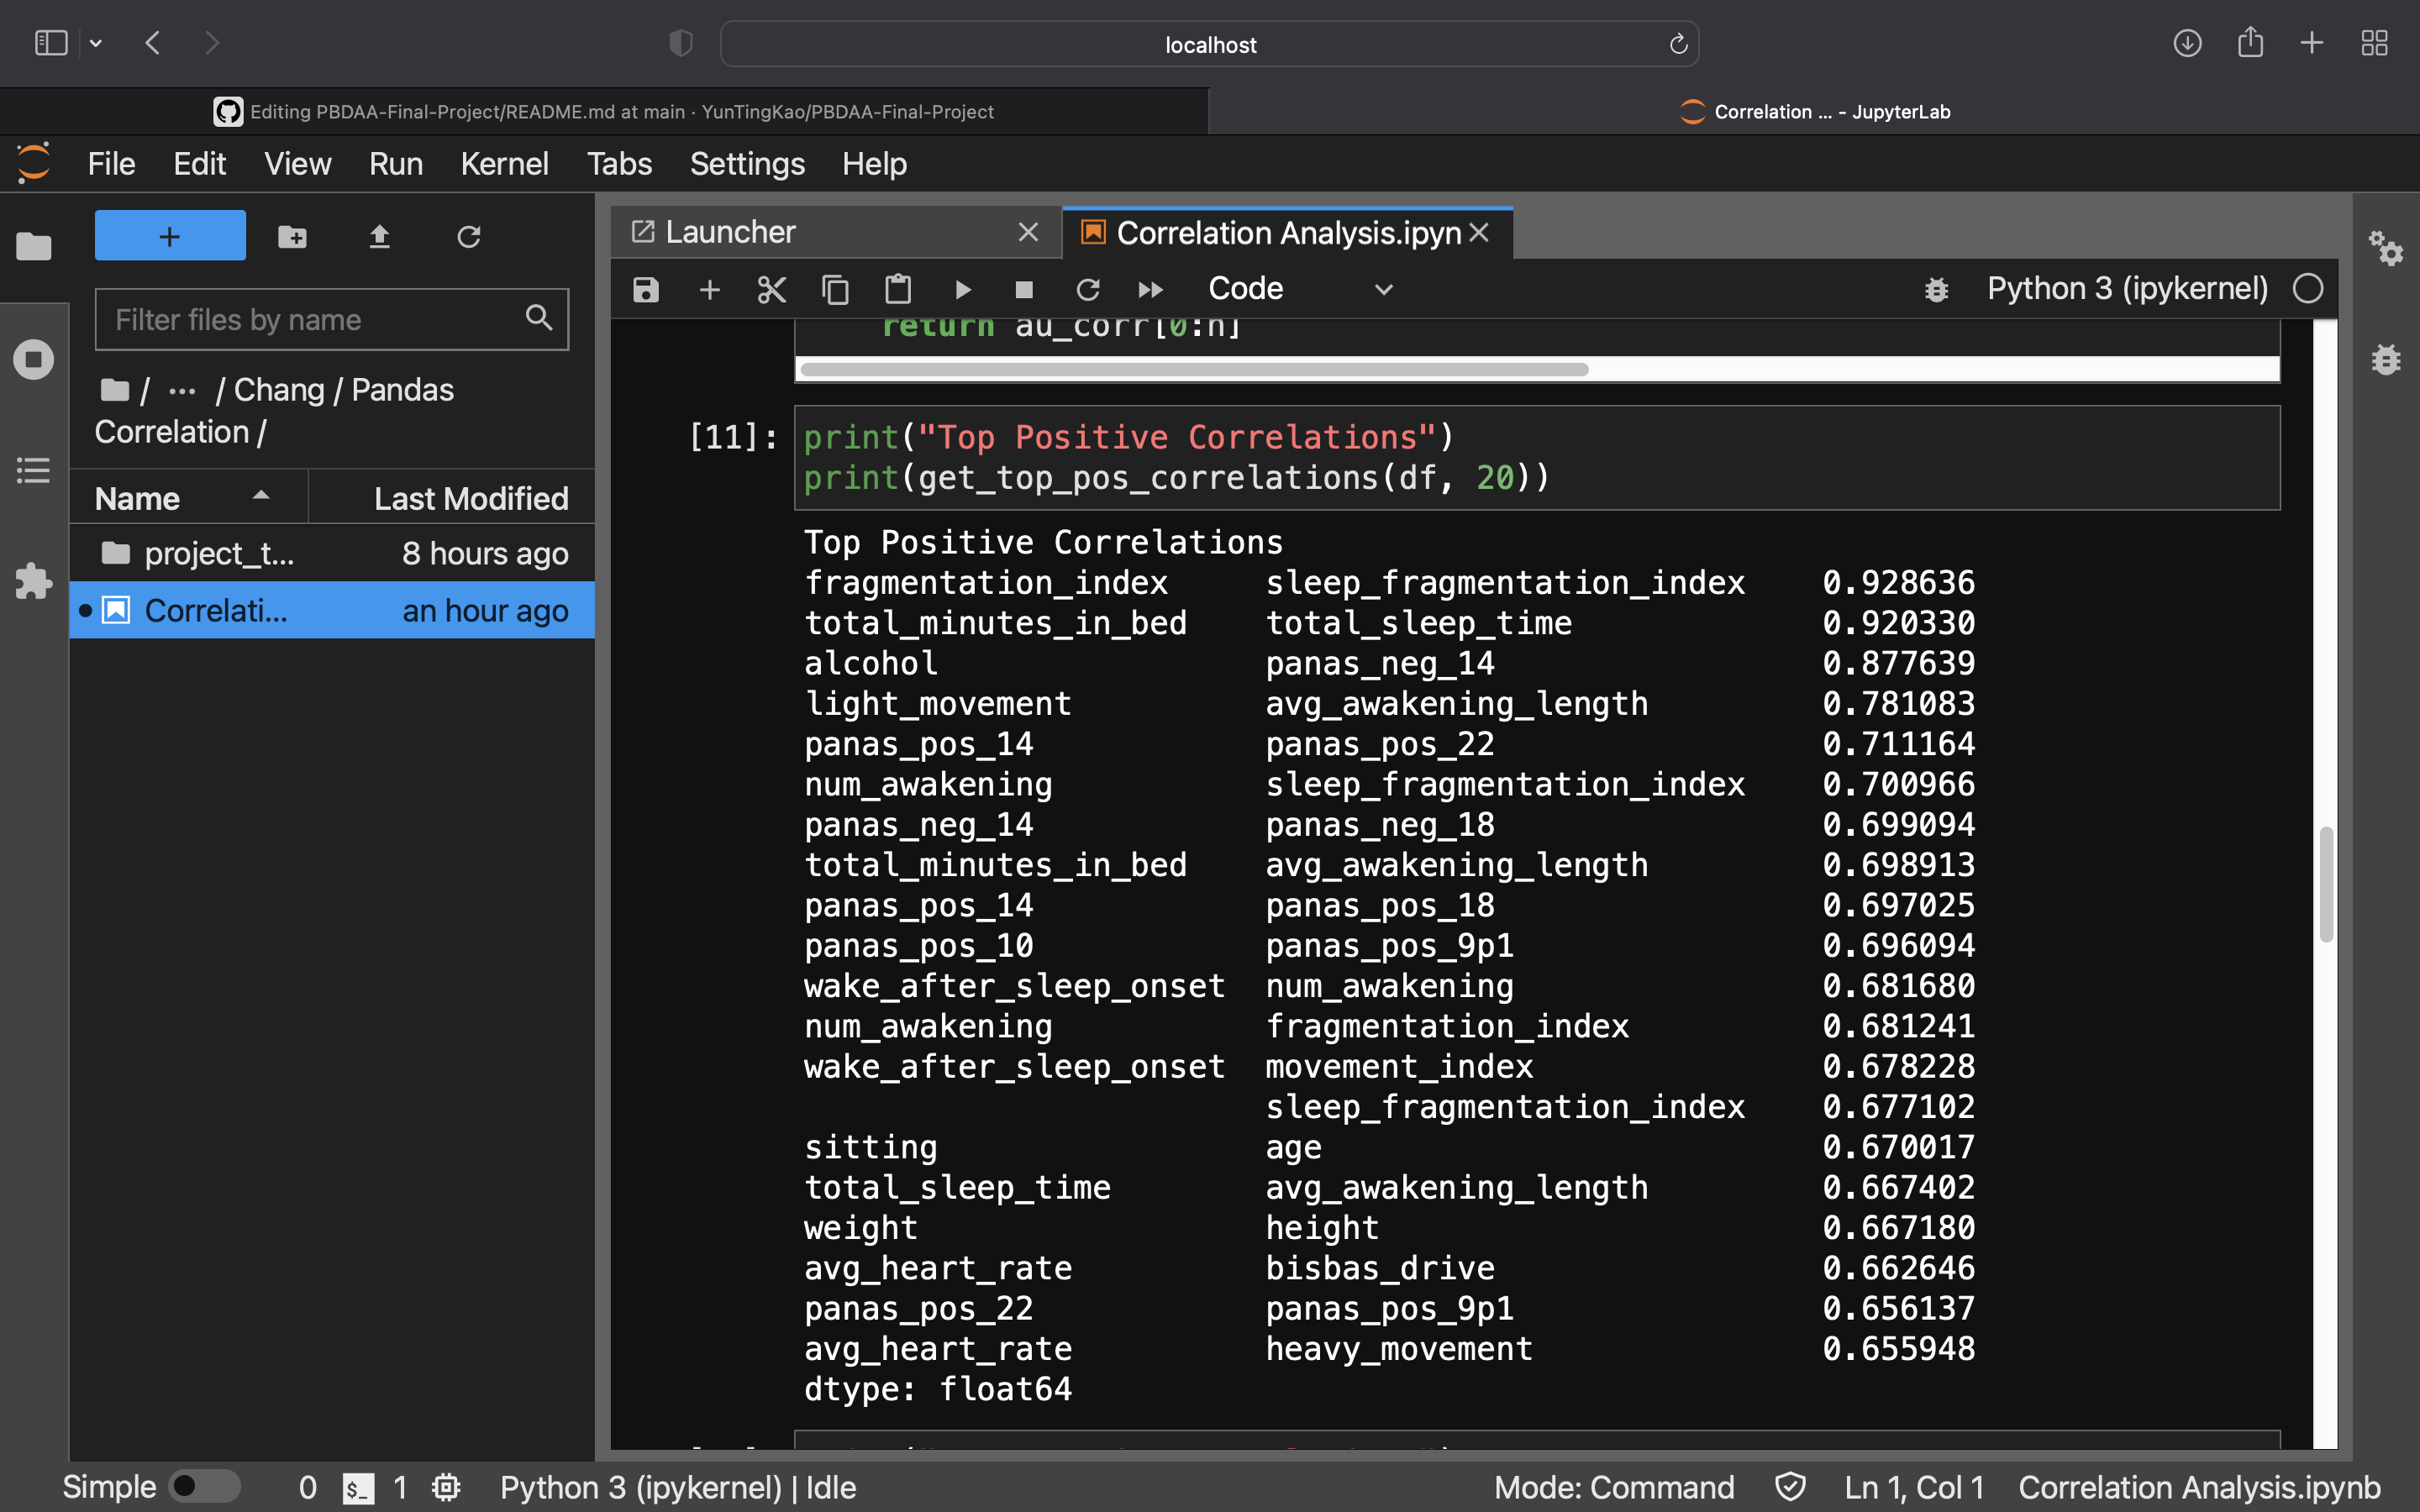 localhost
Editing PBDAA-Final-Project/README.md at main · YunTingKao/PBDAA-Final-Project
Correlation ... - JupyterLab
File Edit View Run Kernel Tabs Settings Help
+
Filter files by name
/ ··· / Chang / Pandas
Correlation /
Name Last Modified
project_t... 8 hours ago
Correlati... an hour ago
Launcher
Correlation Analysis.ipyn
Code
Python 3 (ipykernel)
return au_corr[0:n]
[11]: print("Top Positive Correlations")
print(get_top_pos_correlations(df, 20))
Top Positive Correlations
fragmentation_index sleep_fragmentation_index 0.928636
total_minutes_in_bed total_sleep_time 0.920330
alcohol panas_neg_14 0.877639
light_movement avg_awakening_length 0.781083
panas_pos_14 panas_pos_22 0.711164
num_awakening sleep_fragmentation_index 0.700966
panas_neg_14 panas_neg_18 0.699094
total_minutes_in_bed avg_awakening_length 0.698913
panas_pos_14 panas_pos_18 0.697025
panas_pos_10 panas_pos_9p1 0.696094
wake_after_sleep_onset num_awakening 0.681680
num_awakening fragmentation_index 0.681241
wake_after_sleep_onset movement_index 0.678228
sleep_fragmentation_index 0.677102
sitting age 0.670017
total_sleep_time avg_awakening_length 0.667402
weight height 0.667180
avg_heart_rate bisbas_drive 0.662646
panas_pos_22 panas_pos_9p1 0.656137
avg_heart_rate heavy_movement 0.655948
dtype: float64
Simple 0 $_ 1 Python 3 (ipykernel) | Idle Mode: Command Ln 1, Col 1 Correlation Analysis.ipynb